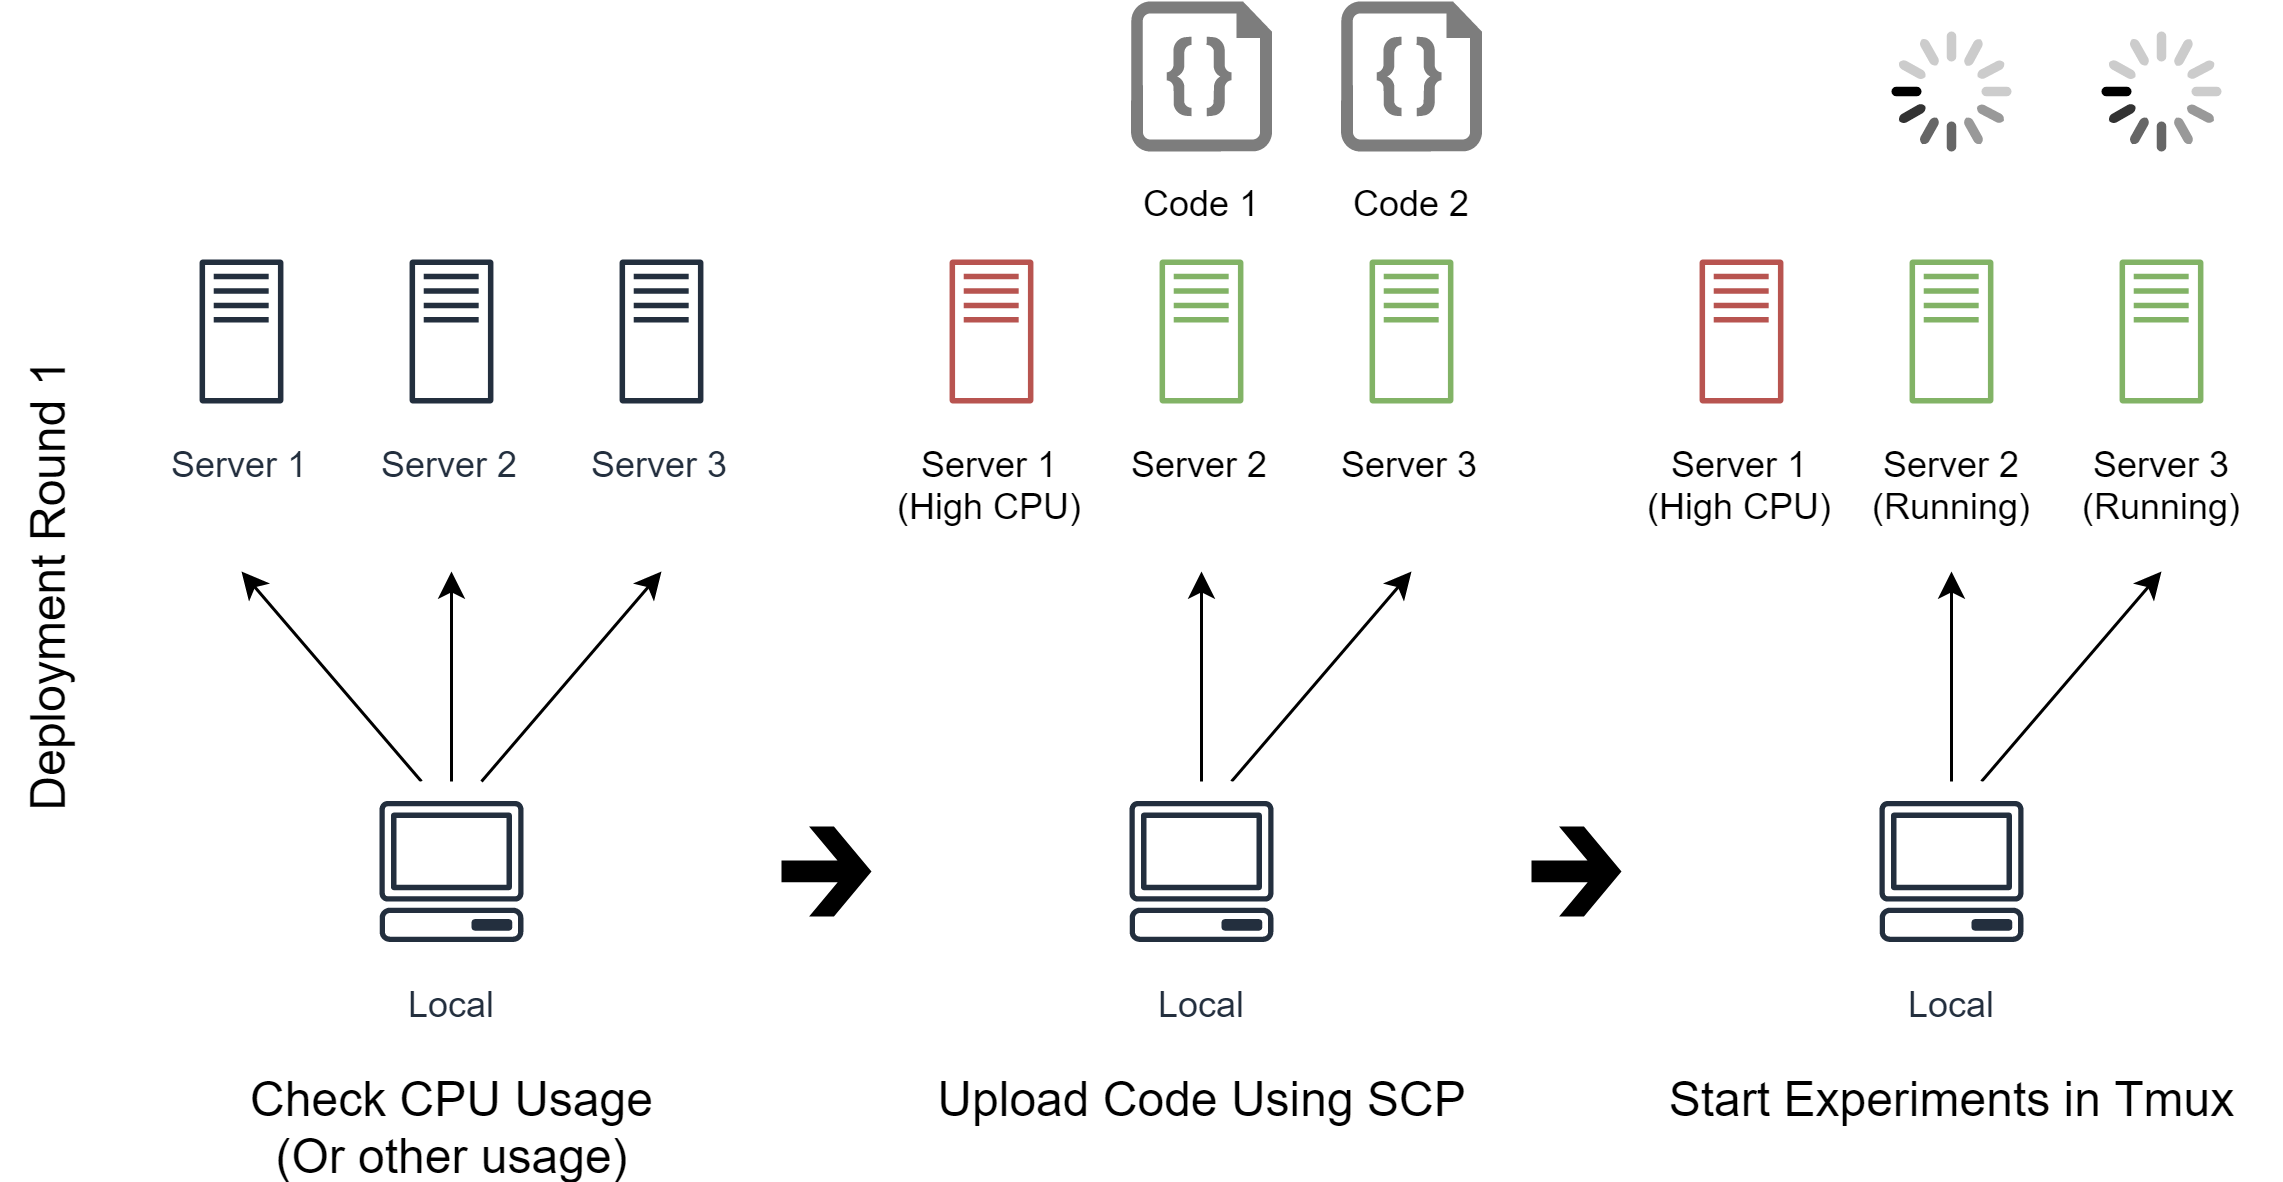 Deployment Round 1
Server 1
Server 2
Server 3
Local
Check CPU Usage
(Or other usage)
{}
{}
Code 1
Code 2
Server 1
(High CPU)
Server 2
Server 3
Local
Upload Code Using SCP
Server 1
(High CPU)
Server 2
(Running)
Server 3
(Running)
Local
Start Experiments in Tmux